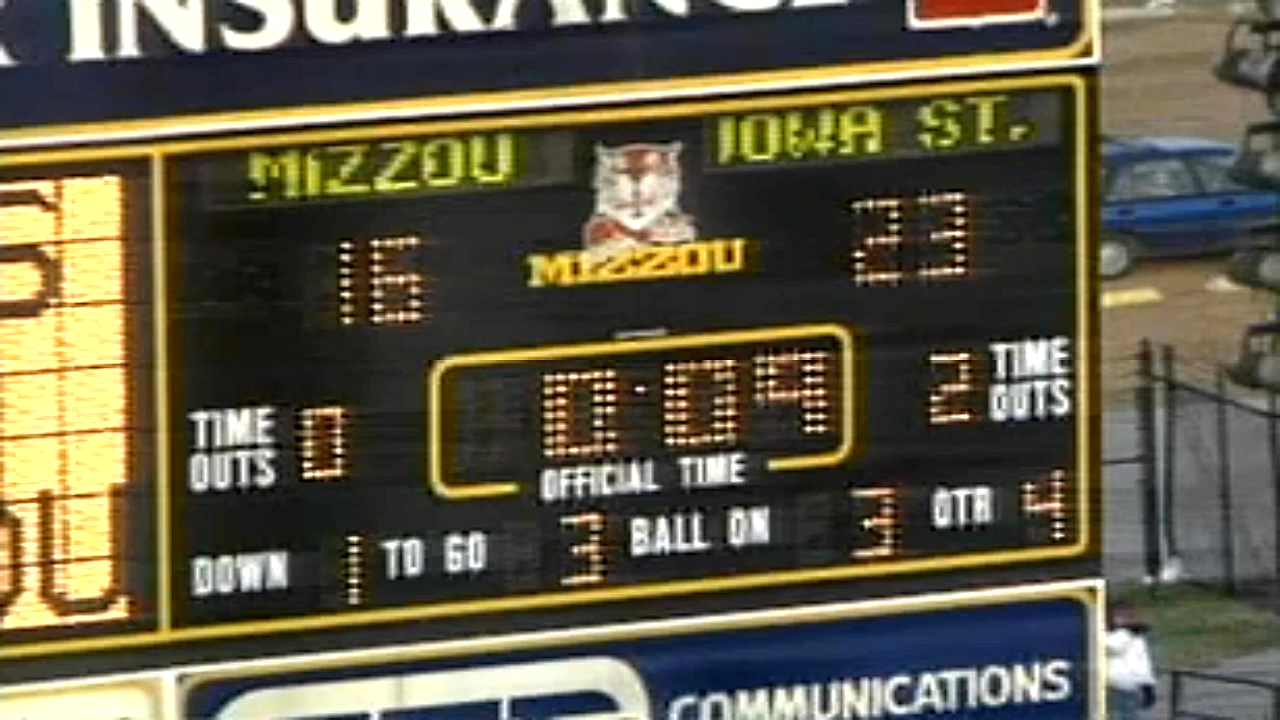 INSURANCE
MIZZOU IOWA ST.
MIZZOU
16 23
0:09
TIME OUTS 0
2 TIME OUTS
OFFICIAL TIME
DOWN 1 TO GO 3 BALL ON 3 QTR 4
COMMUNICATIONS